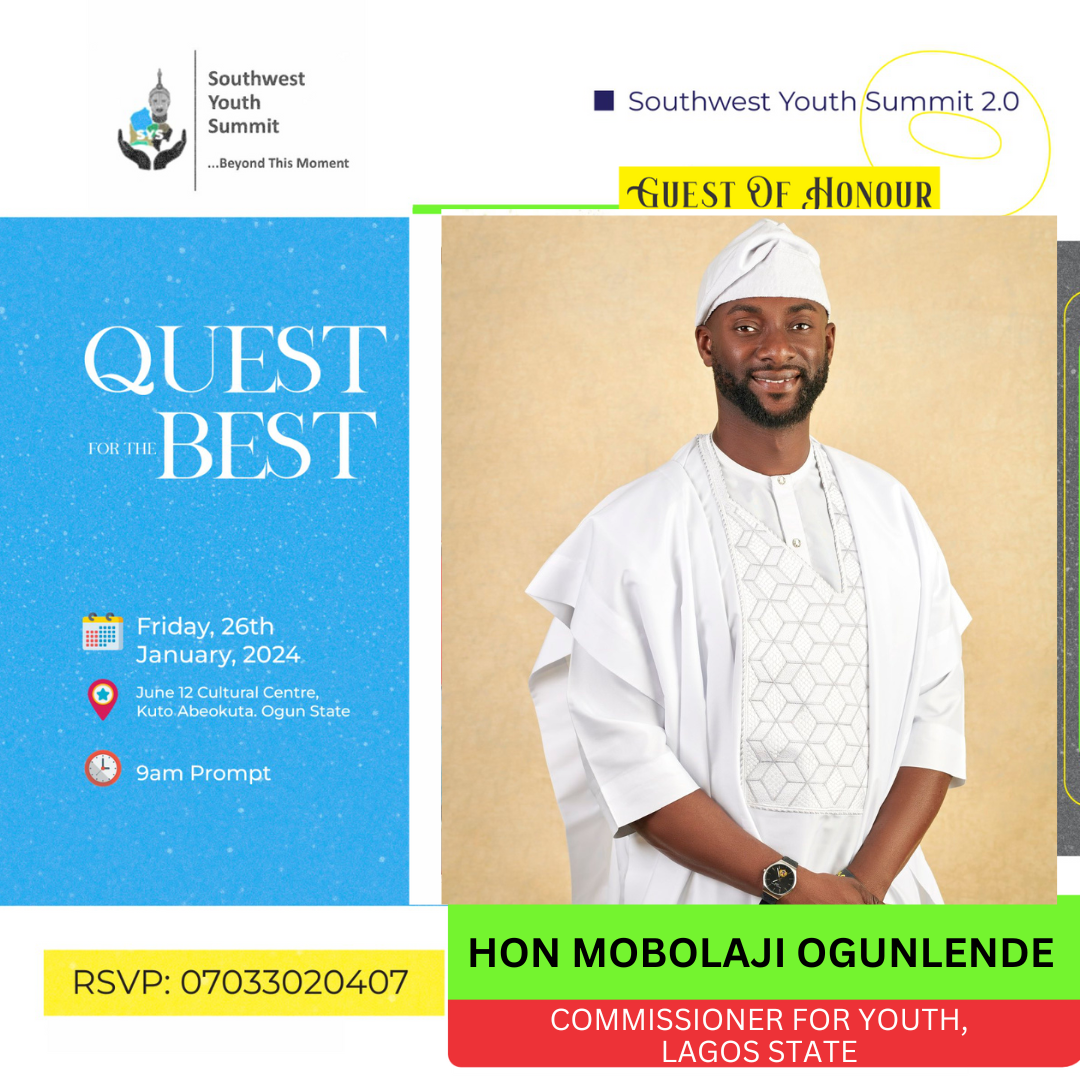 Southwest
Youth
Summit
...Beyond This Moment
SYS
Southwest Youth Summit 2.0
GUEST OF HONOUR
QUEST
FOR THE BEST
Friday, 26th
January, 2024
June 12 Cultural Centre,
Kuto Abeokuta. Ogun State
9am Prompt
RSVP: 07033020407
HON MOBOLAJI OGUNLENDE
COMMISSIONER FOR YOUTH,
LAGOS STATE